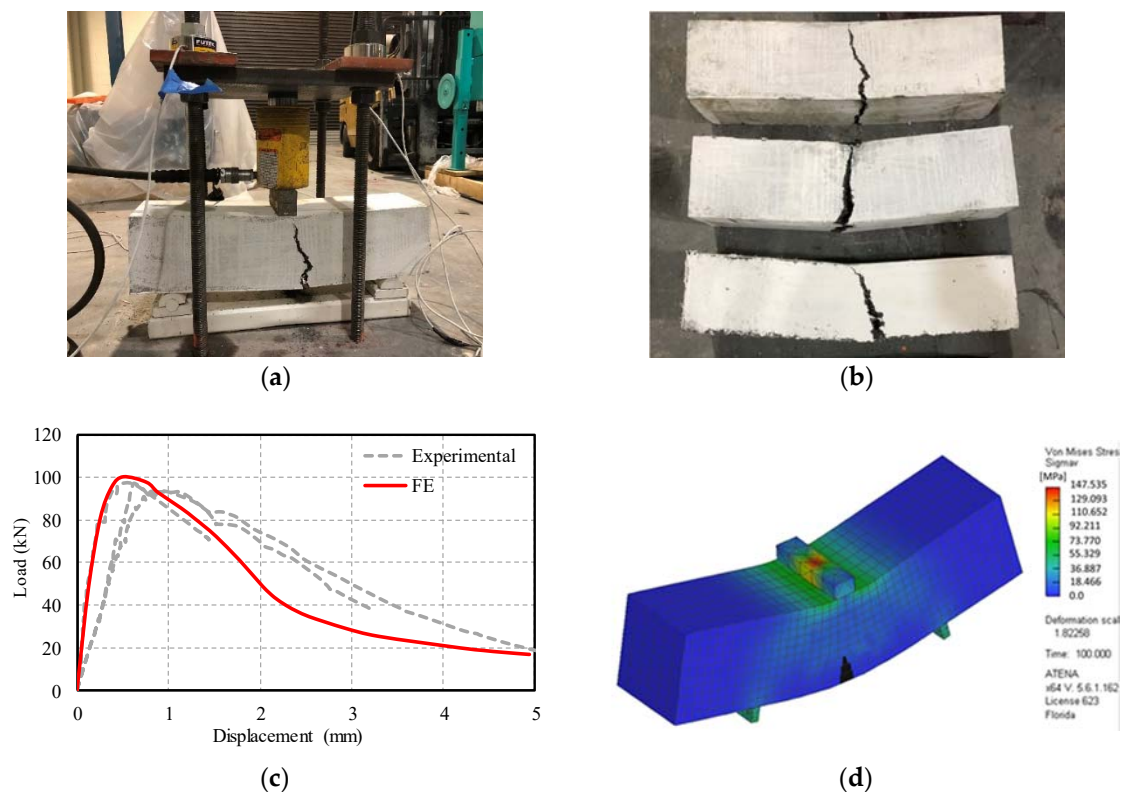 FUTEK
(a)
(b)
120
100
80
60
40
20
0
Load (kN)
Experimental
FE
0 1 2 3 4 5
Displacement (mm)
(c)
Von Mises Stres
Sigmav
[MPa]
147.535
129.093
110.652
92.211
73.770
55.329
36.887
18.466
0.0
Deformation scal
1.82258
Time: 100.000
ATENA
x64 V: 5.6.1.162
License 623
Florida
(d)